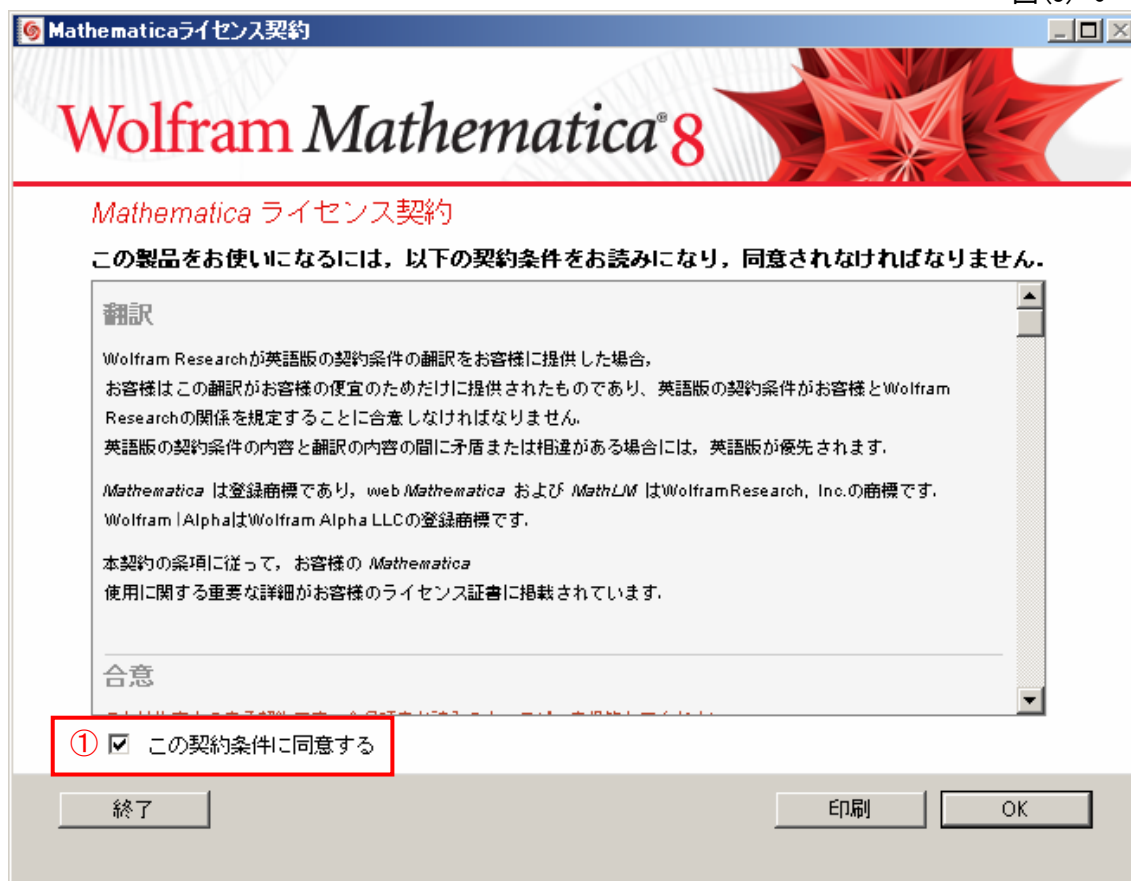 Mathematicaライセンス契約
Wolfram Mathematica®8
Mathematica ライセンス契約
この製品をお使いになるには，以下の契約条件をお読みになり，同意されなければなりません．
翻訳
Wolfram Researchが英語版の契約条件の翻訳をお客様に提供した場合，
お客様はこの翻訳がお客様の便宜のためだけに提供されたものであり、英語版の契約条件がお客様とWolfram
Researchの関係を規定することに合意しなければなりません．
英語版の契約条件の内容と翻訳の内容の間に矛盾または相違がある場合には，英語版が優先されます．
Mathematica は登録商標であり，web Mathematica および MathLM はWolframResearch, Inc.の商標です．
Wolfram |AlphaはWolfram Alpha LLCの登録商標です．
本契約の条項に従って，お客様の Mathematica
使用に関する重要な詳細がお客様のライセンス証書に掲載されています．
合意
① この契約条件に同意する
終了
印刷
OK